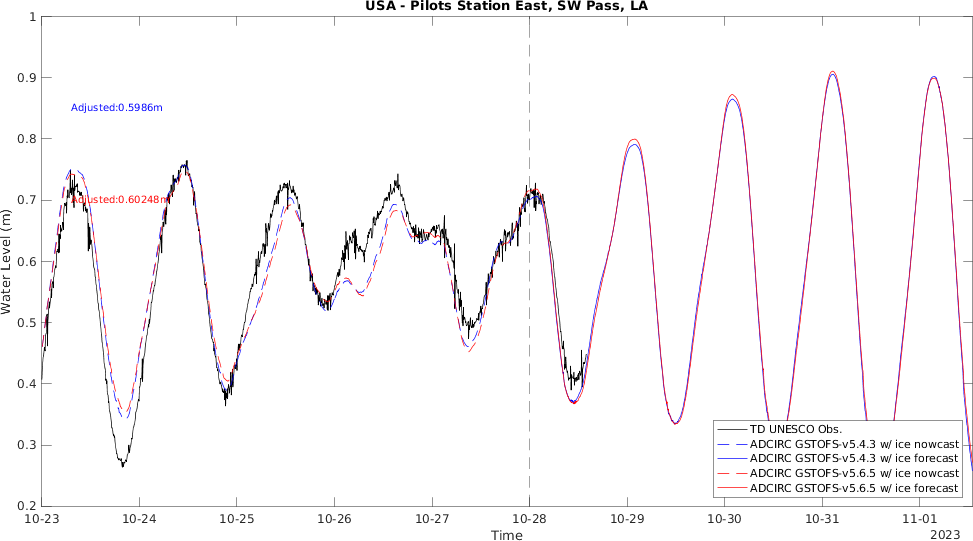 USA - Pilots Station East, SW Pass, LA
1
0.9
Adjusted:0.5986m
0.8
0.7
Adjusted:0.60248m
Water Level (m)
0.6
0.5
0.4
0.3
0.2
TD UNESCO Obs.
ADCIRC GSTOFS-v5.4.3 w/ ice nowcast
ADCIRC GSTOFS-v5.4.3 w/ ice forecast
ADCIRC GSTOFS-v5.6.5 w/ ice nowcast
ADCIRC GSTOFS-v5.6.5 w/ ice forecast
10-23 10-24 10-25 10-26 10-27 10-28 10-29 10-30 10-31 11-01
Time
2023